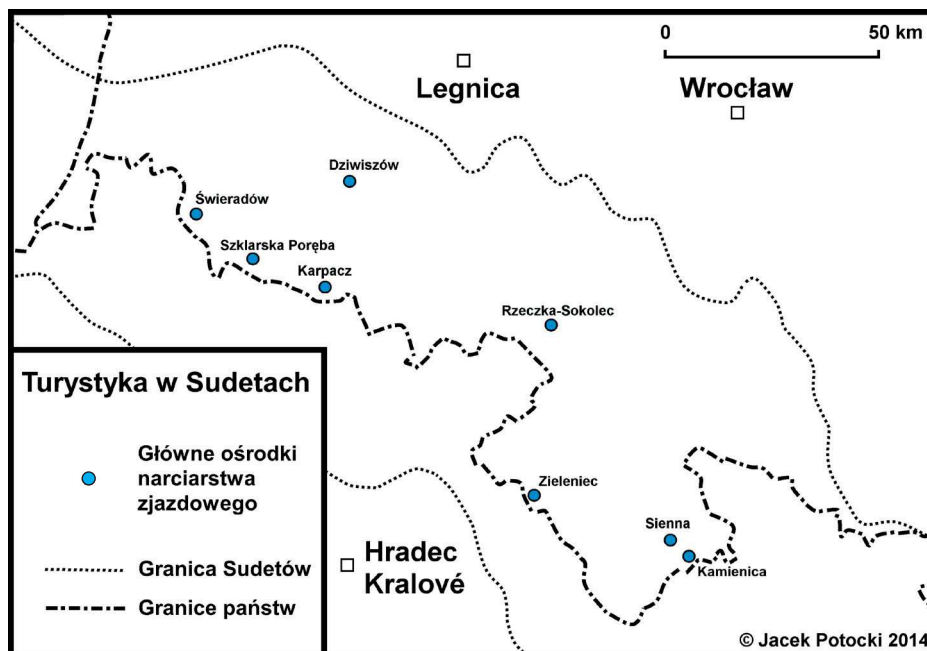 0 50 km
Legnica
Wrocław
Dziwiszów
Świeradów
Szklarska Poręba
Karpacz
Rzeczka-Sokolec
Turystyka w Sudetach
Główne ośrodki
narciarstwa
zjazdowego
Zieleniec
Sienna
Kamienica
Hradec
Kralové
Granica Sudetów
Granice państw
© Jacek Potocki 2014